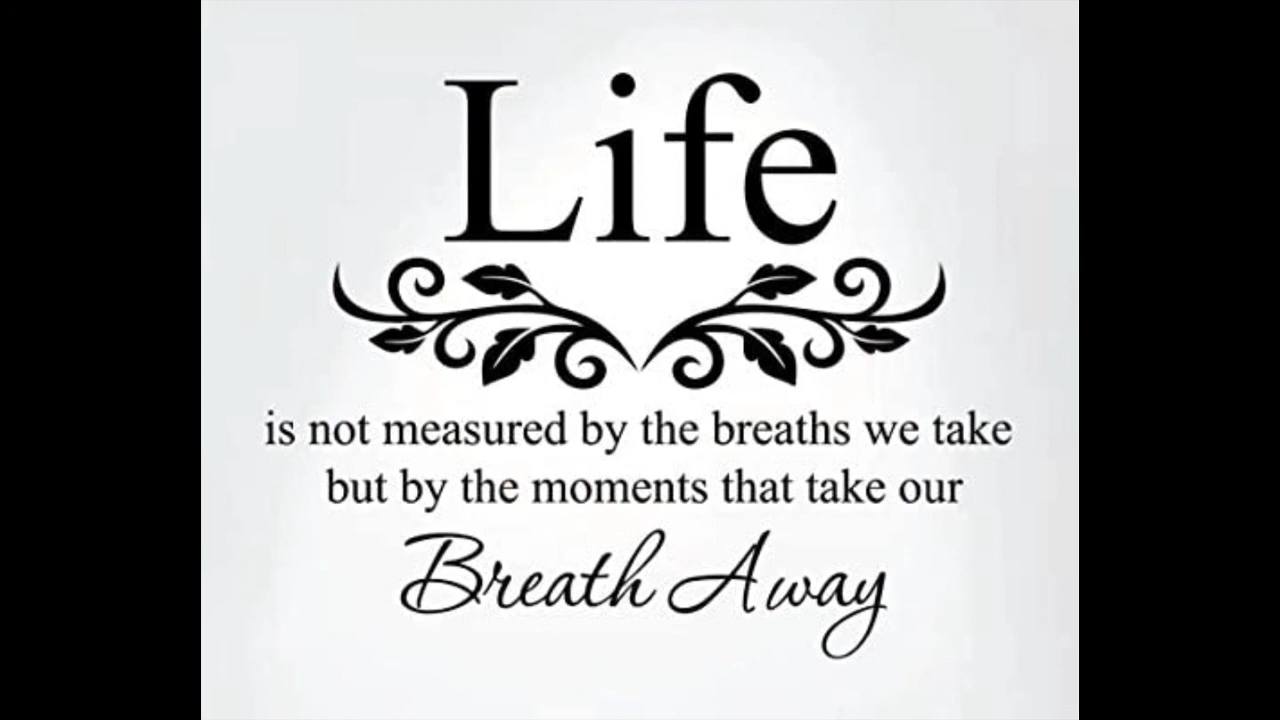 Life
is not measured by the breaths we take
but by the moments that take our
Breath Away